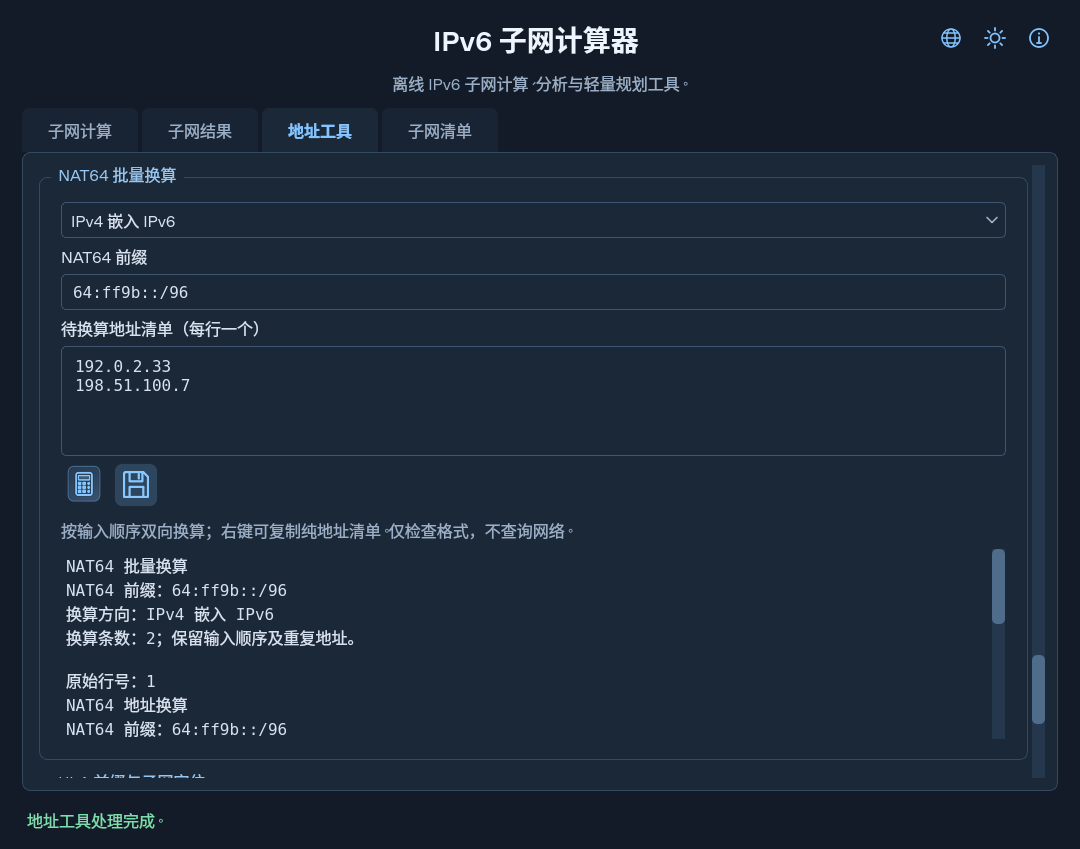 IPv6 子网计算器
离线 IPv6 子网计算、分析与轻量规划工具。
子网计算
子网结果
地址工具
子网清单
NAT64 批量换算
IPv4 嵌入 IPv6
NAT64 前缀
64:ff9b::/96
待换算地址清单（每行一个）
192.0.2.33
198.51.100.7
按输入顺序双向换算；右键可复制纯地址清单。仅检查格式，不查询网络。
NAT64 批量换算
NAT64 前缀：64:ff9b::/96
换算方向：IPv4 嵌入 IPv6
换算条数：2；保留输入顺序及重复地址。
原始行号：1
NAT64 地址换算
NAT64 前缀：64:ff9b::/96
地址工具处理完成。